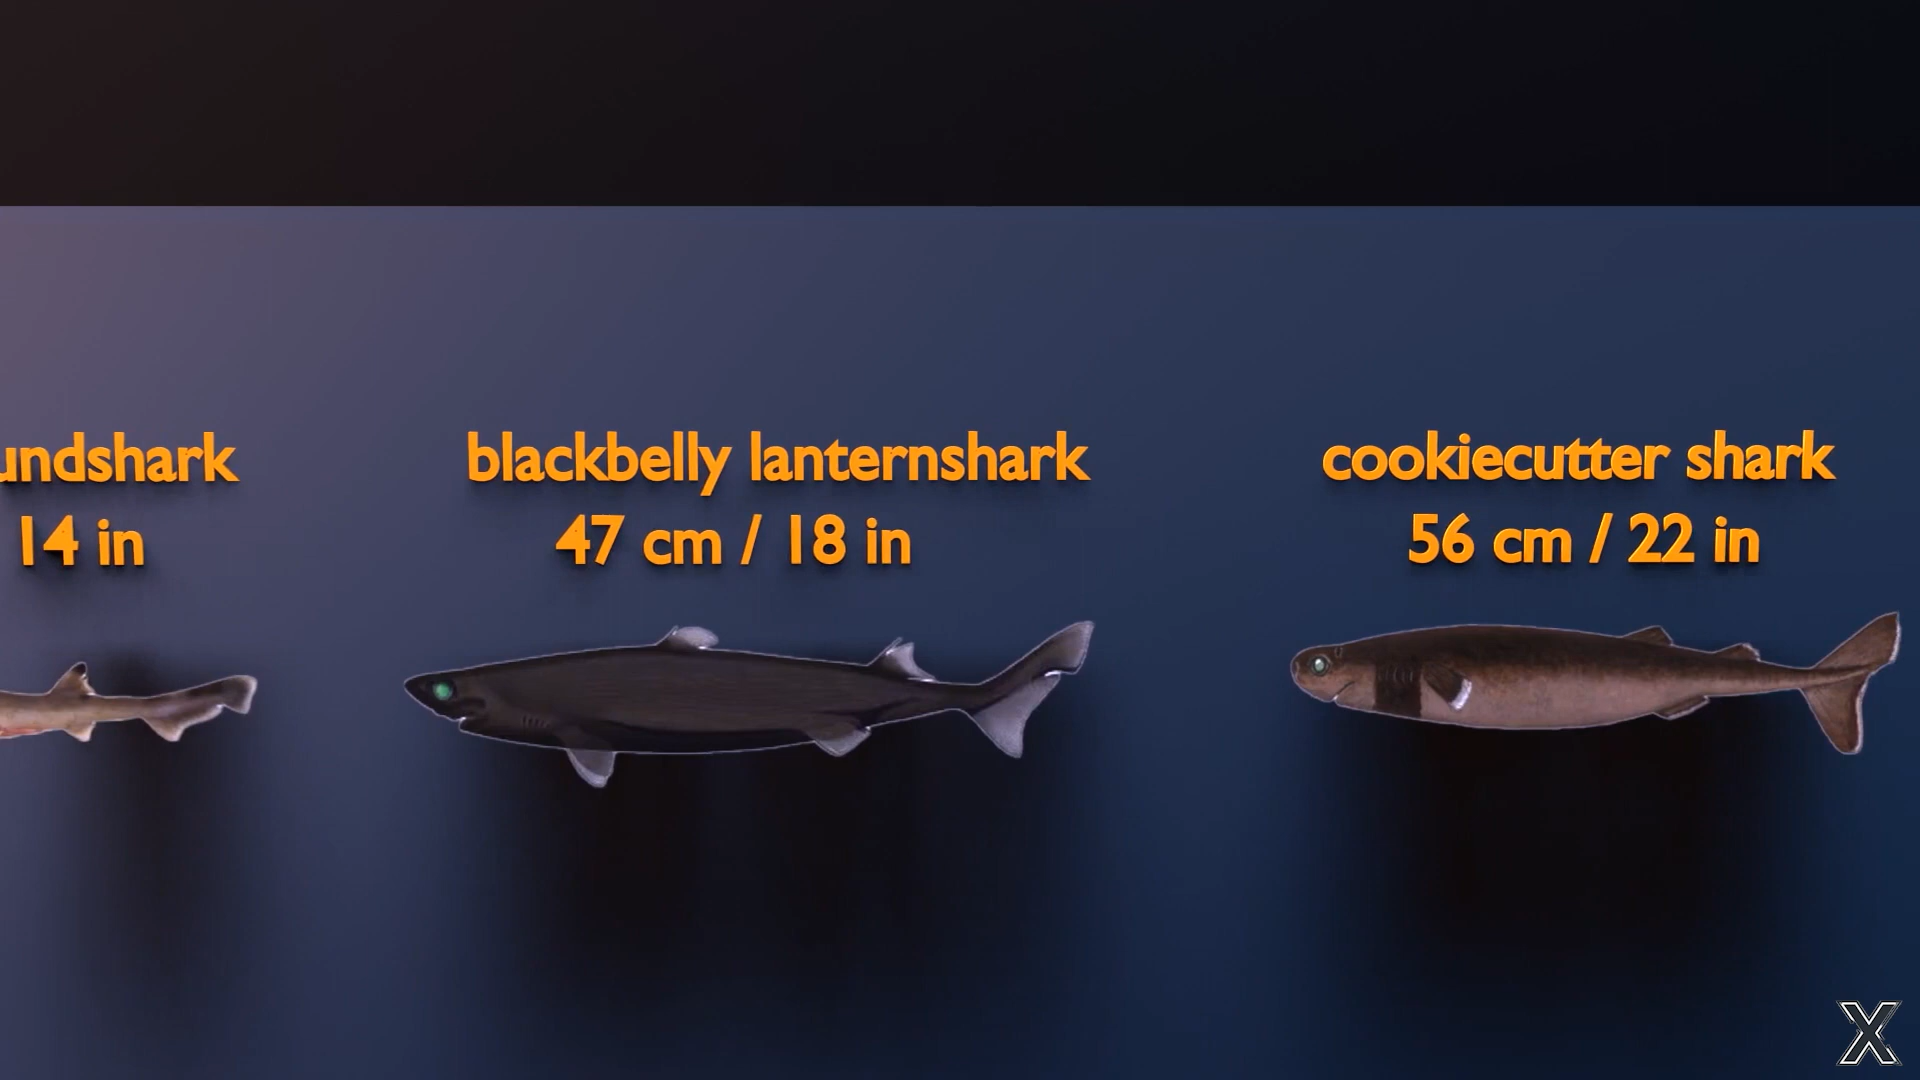 undshark
14 in
blackbelly lanternshark
47 cm / 18 in
cookiecutter shark
56 cm / 22 in
X